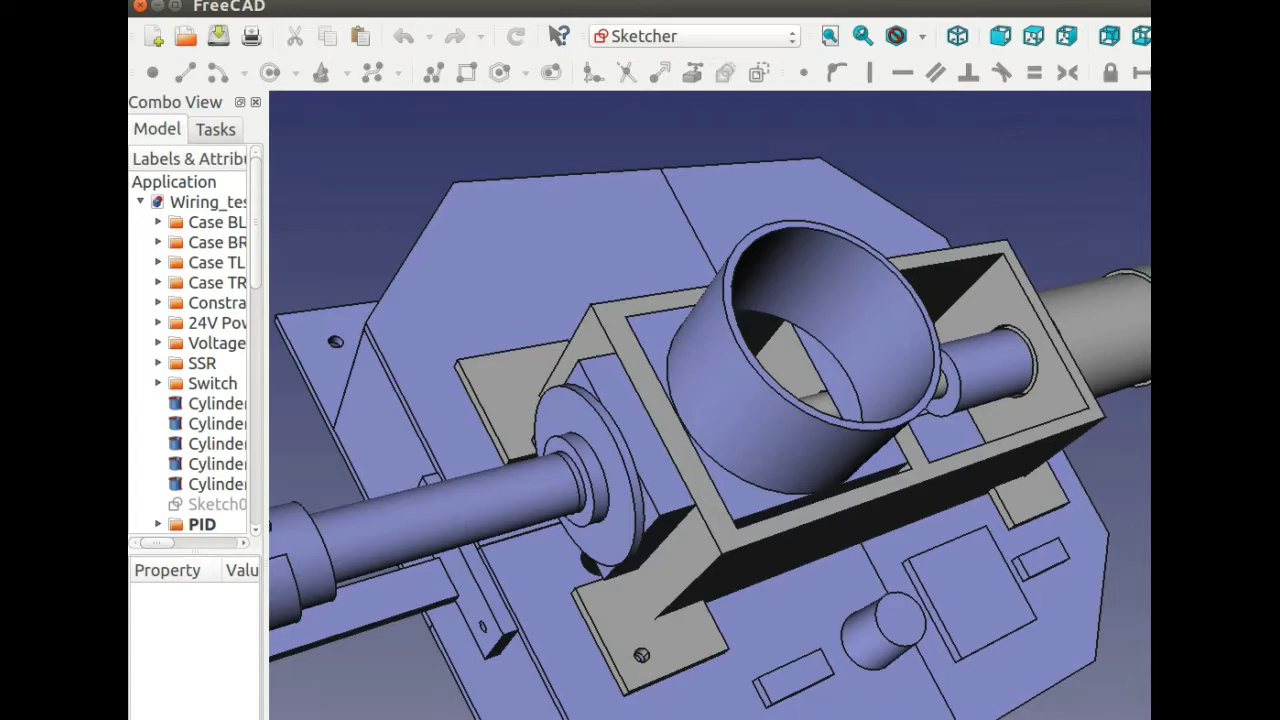 FreeCAD
Sketcher
Combo View
Model Tasks
Labels & Attribu
Application
Wiring_tes
Case BL
Case BR
Case TL
Case TR
Constra
24V Pow
Voltage
SSR
Switch
Cylinder
Cylinder
Cylinder
Cylinder
Cylinder
Sketch0
PID
Property Valu